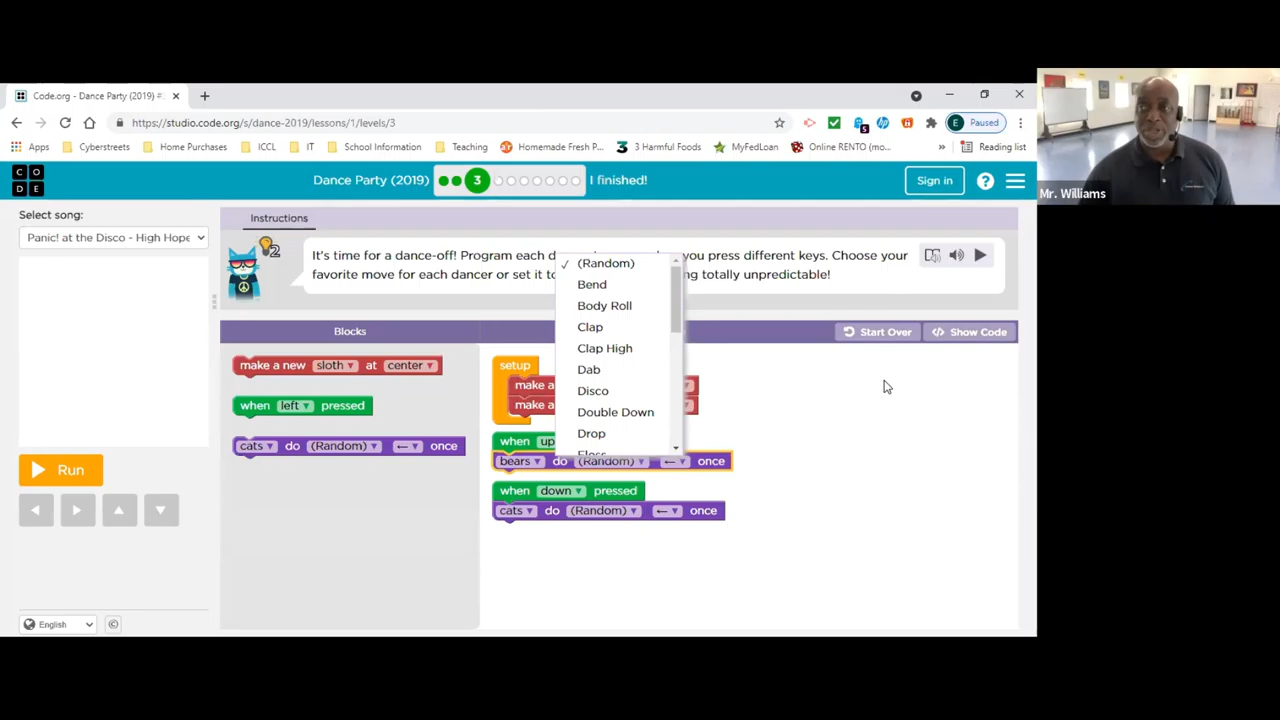 Code.org - Dance Party (2019) #
https://studio.code.org/s/dance-2019/lessons/1/levels/3
E Paused
Apps Cyberstreets Home Purchases ICCL IT School Information Teaching Homemade Fresh P... 3 Harmful Foods MyFedLoan Online RENTO (mo... » Reading list
Mr. Williams
C O
D E
Dance Party (2019) 3 I finished! Sign in ?
Select song:
Panic! at the Disco - High Hope
Instructions
2
It's time for a dance-off! Program each d you press different keys. Choose your
favorite move for each dancer or set it to ng totally unpredictable!
✓ (Random)
Bend
Body Roll
Clap
Clap High
Dab
Disco
Double Down
Drop
Floss
Blocks
Start Over
Show Code
make a new sloth at center
when left pressed
cats do (Random) ← once
setup
make a
make a
when up
bears do (Random) ← once
when down pressed
cats do (Random) ← once
Run
English ©